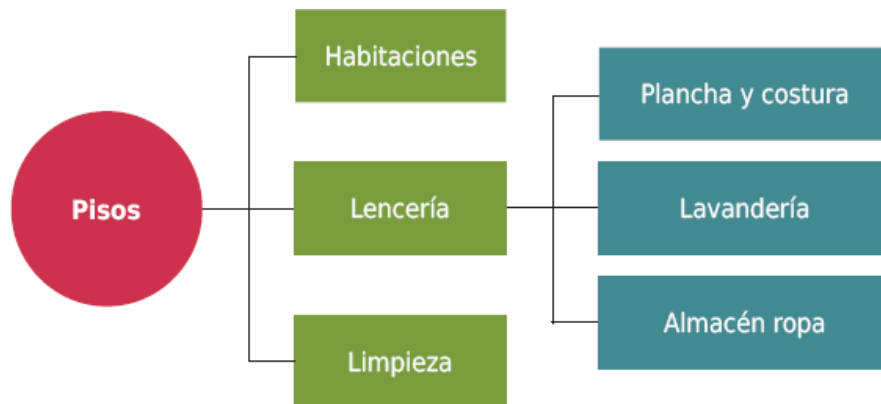 Pisos
Habitaciones
Lencería
Limpieza
Plancha y costura
Lavandería
Almacén ropa